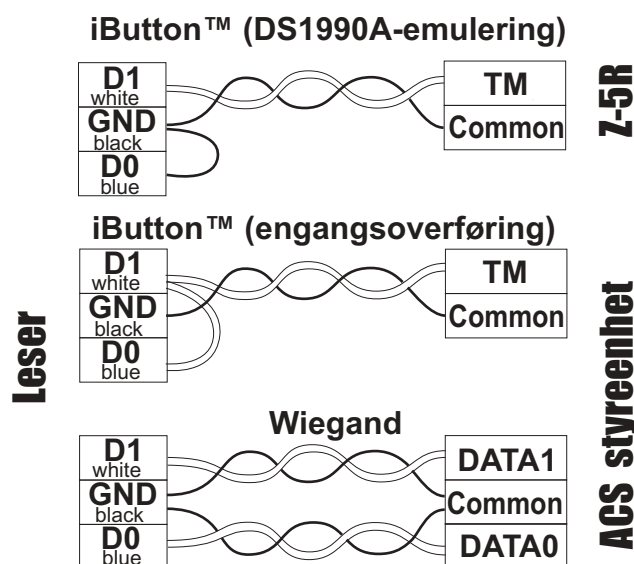 iButton™ (DS1990A-emulering)
D1
white
GND
black
D0
blue
TM
Common
Z-5R
iButton™ (engangsoverføring)
D1
white
GND
black
D0
blue
TM
Common
Leser
ACS styreenhet
Wiegand
D1
white
GND
black
D0
blue
DATA1
Common
DATA0